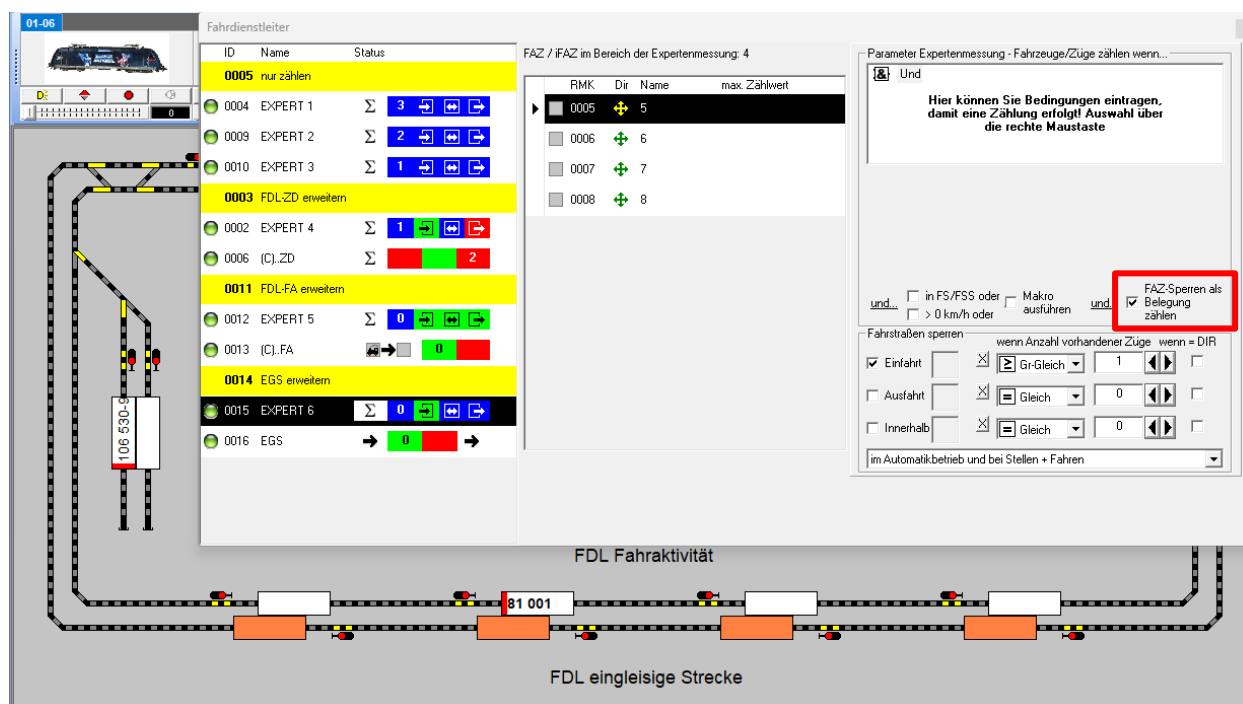 01-06
0
Fahrdienstleiter
ID Name Status
0005 nur zählen
0004 EXPERT 1 Σ 3
0009 EXPERT 2 Σ 2
0010 EXPERT 3 Σ 1
0003 FDL-ZD erweitern
0002 EXPERT 4 Σ 1
0006 (C)..ZD Σ 2
0011 FDL-FA erweitern
0012 EXPERT 5 Σ 0
0013 (C)..FA 0
0014 EGS erweitern
0015 EXPERT 6 Σ 0
0016 EGS 0
FAZ / iFAZ im Bereich der Expertenmessung: 4
RMK Dir Name max. Zählwert
0005 5
0006 6
0007 7
0008 8
Parameter Expertenmessung - Fahrzeuge/Züge zählen wenn...
& Und
Hier können Sie Bedingungen eintragen,
damit eine Zählung erfolgt! Auswahl über
die rechte Maustaste
und... in FS/FSS oder
> 0 km/h oder
Makro
ausführen
und.
FAZ-Sperren als
Belegung
zählen
Fahrstraßen sperren
wenn Anzahl vorhandener Züge wenn = DIR
Einfahrt ≥ Gr-Gleich 1
Ausfahrt = Gleich 0
Innerhalb = Gleich 0
im Automatikbetrieb und bei Stellen + Fahren
106 530-9
FDL Fahraktivität
81 001
FDL eingleisige Strecke